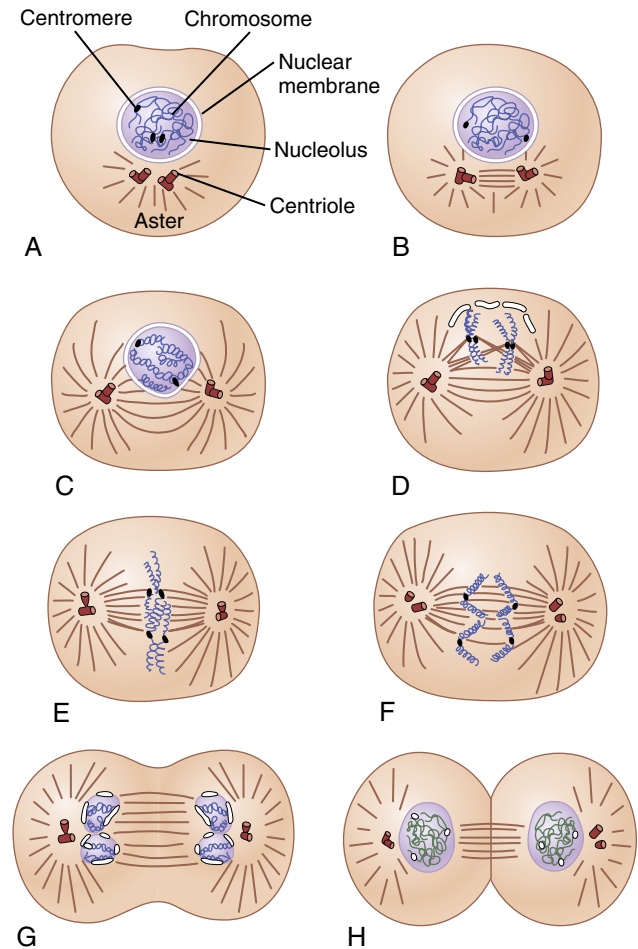 Centromere
Chromosome
Nuclear
membrane
Nucleolus
Centriole
Aster
A
B
C
D
E
F
G
H